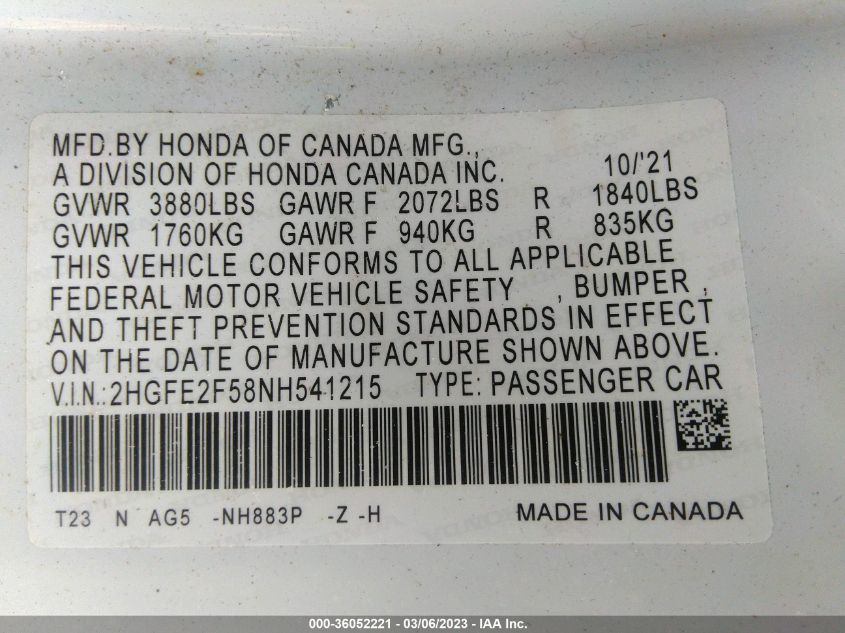 MFD.BY HONDA OF CANADA MFG.,
A DIVISION OF HONDA CANADA INC. 10/'21
GVWR 3880LBS GAWR F 2072LBS R 1840LBS
GVWR 1760KG GAWR F 940KG R 835KG
THIS VEHICLE CONFORMS TO ALL APPLICABLE
FEDERAL MOTOR VEHICLE SAFETY , BUMPER ,
AND THEFT PREVENTION STANDARDS IN EFFECT
ON THE DATE OF MANUFACTURE SHOWN ABOVE.
V.I.N.:2HGFE2F58NH541215 TYPE: PASSENGER CAR
T23 N AG5 -NH883P -Z -H MADE IN CANADA
000-36052221 - 03/06/2023 - IAA Inc.